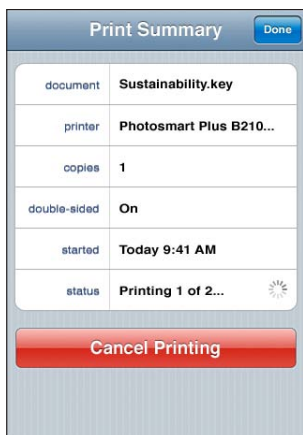 Print Summary
Done
document Sustainability.key
printer Photosmart Plus B210...
copies 1
double-sided On
started Today 9:41 AM
status Printing 1 of 2...
Cancel Printing